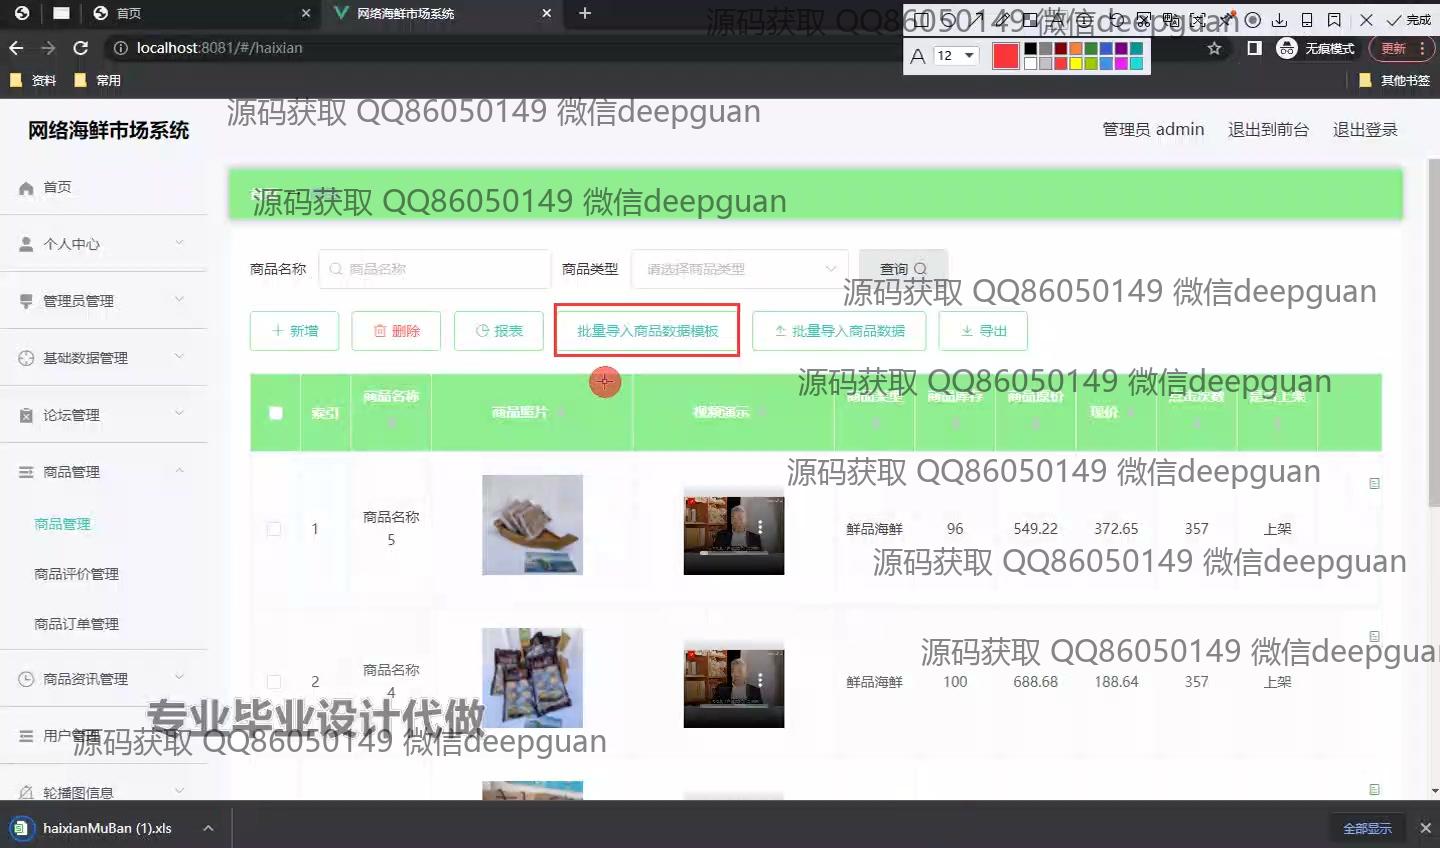 首页
网络海鲜市场系统
源码获取 QQ86050149 微信deepguan
完成
localhost:8081/#/haixian
A 12
无痕模式
更新
资料
常用
其他书签
源码获取 QQ86050149 微信deepguan
网络海鲜市场系统
管理员 admin
退出到前台
退出登录
首页
源码获取 QQ86050149 微信deepguan
个人中心
商品名称
商品名称
商品类型
请选择商品类型
查询
源码获取 QQ86050149 微信deepguan
管理员管理
新增
删除
报表
批量导入商品数据模板
批量导入商品数据
导出
基础数据管理
源码获取 QQ86050149 微信deepguan
索引
商品名称
商品照片
视频演示
商品类型
商品库存
商品原价
现价
点击次数
是否上架
论坛管理
商品管理
源码获取 QQ86050149 微信deepguan
商品管理
1
商品名称
5
鲜品海鲜
96
549.22
372.65
357
上架
源码获取 QQ86050149 微信deepguan
商品评价管理
商品订单管理
源码获取 QQ86050149 微信deepguan
商品资讯管理
2
商品名称
4
鲜品海鲜
100
688.68
188.64
357
上架
专业毕业设计代做
用户管理
源码获取 QQ86050149 微信deepguan
轮播图信息
haixianMuBan (1).xls
全部显示